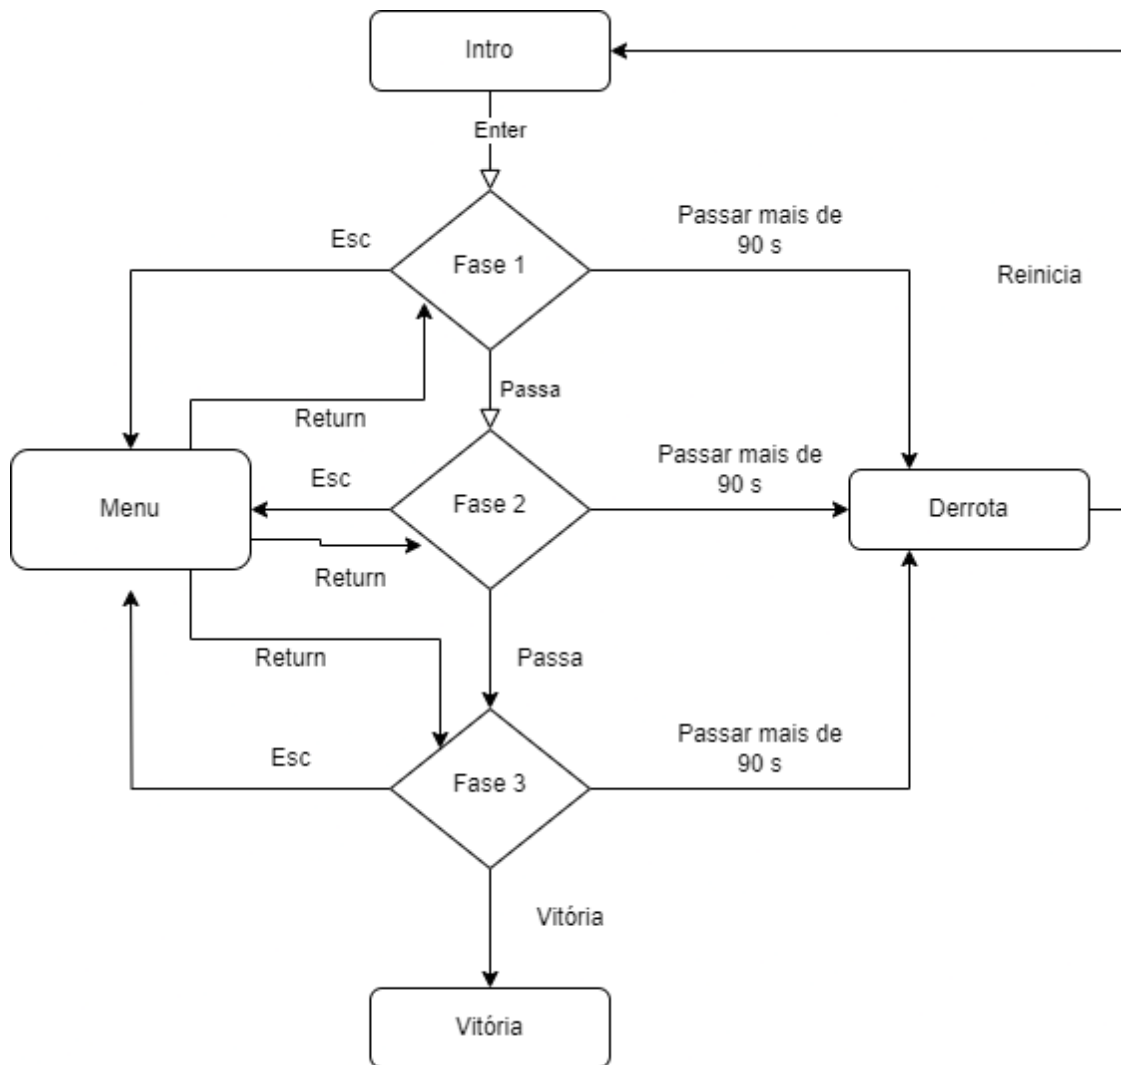 Intro
Enter
Passar mais de
90 s
Esc
Fase 1
Reinicia
Passa
Return
Passar mais de
90 s
Esc
Menu
Fase 2
Derrota
Return
Return
Passa
Passar mais de
90 s
Esc
Fase 3
Vitória
Vitória